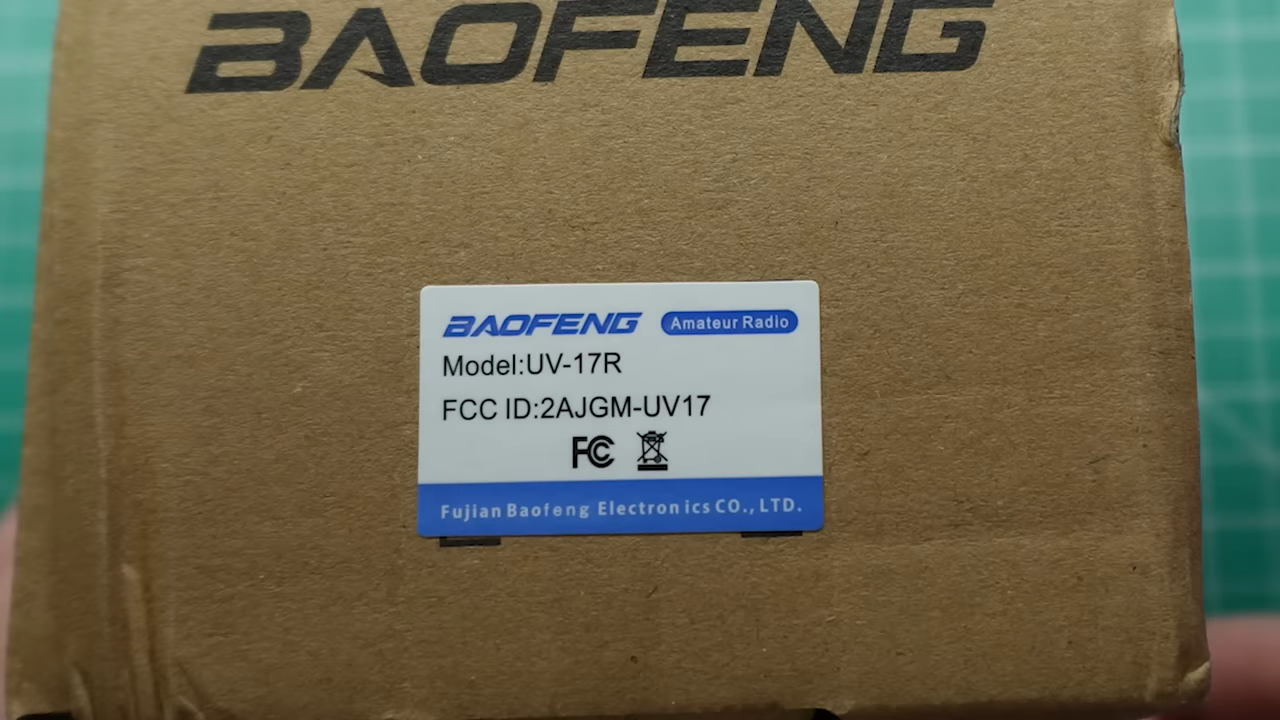 BAOFENG
BAOFENG Amateur Radio
Model:UV-17R
FCC ID:2AJGM-UV17
FC
Fujian Baofeng Electronics CO., LTD.